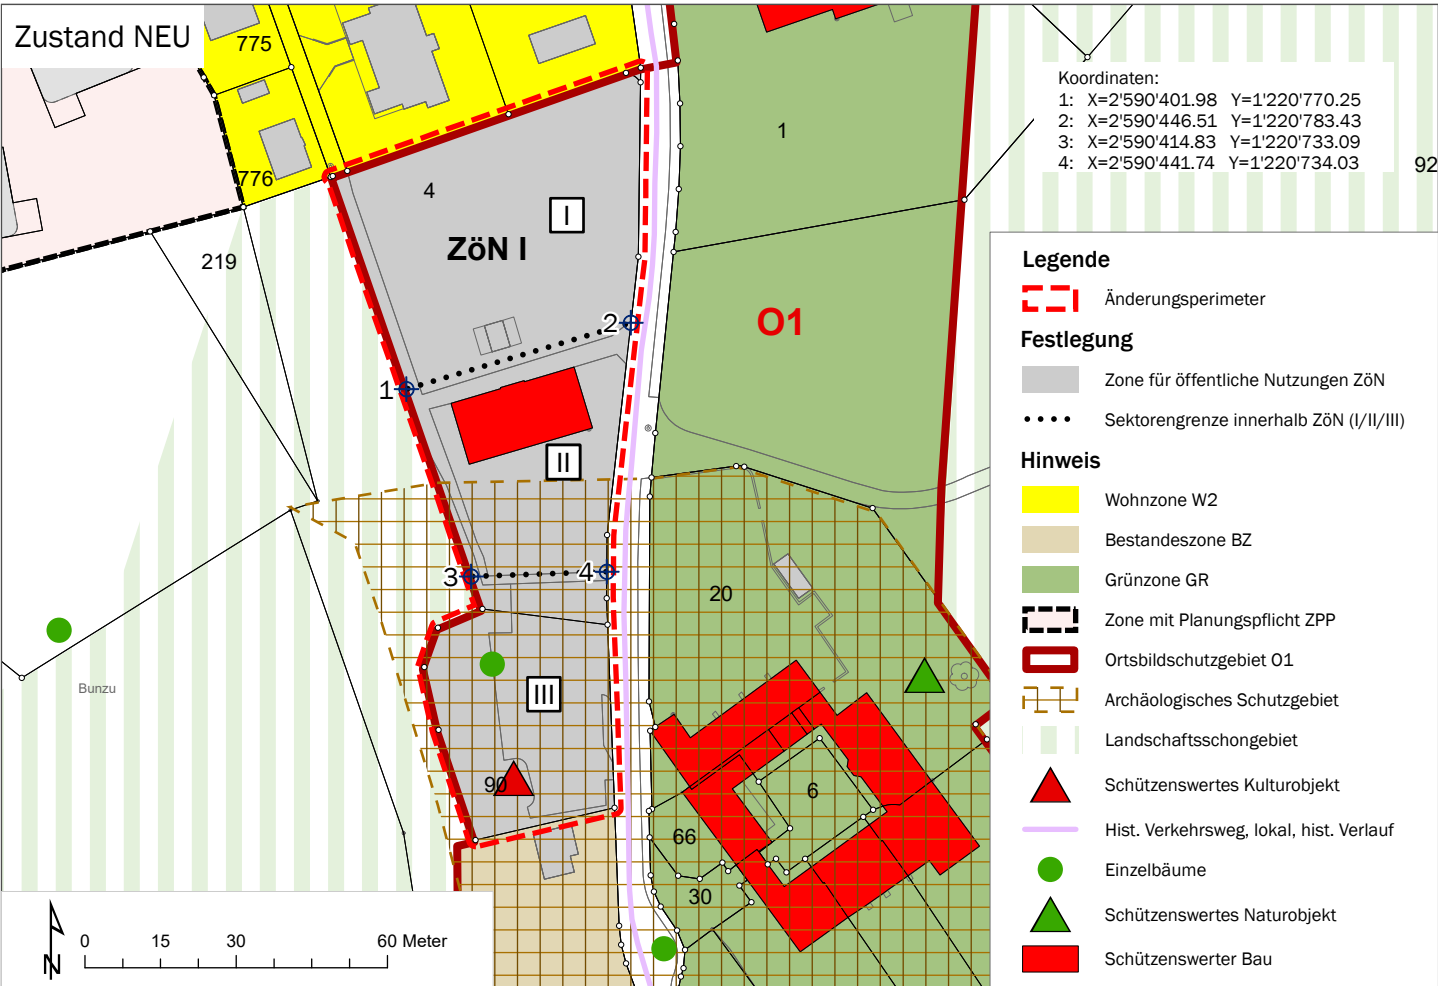 Zustand NEU
775
776
219
4
I
ZöN I
1
2
1
O1
II
3
4
20
III
90
6
66
30
Bunzu
92
Koordinaten:
1: X=2'590'401.98 Y=1'220'770.25
2: X=2'590'446.51 Y=1'220'783.43
3: X=2'590'414.83 Y=1'220'733.09
4: X=2'590'441.74 Y=1'220'734.03
Legende
Änderungsperimeter
Festlegung
Zone für öffentliche Nutzungen ZöN
Sektorengrenze innerhalb ZöN (I/II/III)
Hinweis
Wohnzone W2
Bestandeszone BZ
Grünzone GR
Zone mit Planungspflicht ZPP
Ortsbildschutzgebiet O1
Archäologisches Schutzgebiet
Landschaftsschongebiet
Schützenswertes Kulturobjekt
Hist. Verkehrsweg, lokal, hist. Verlauf
Einzelbäume
Schützenswertes Naturobjekt
Schützenswerter Bau
N
0 15 30 60 Meter